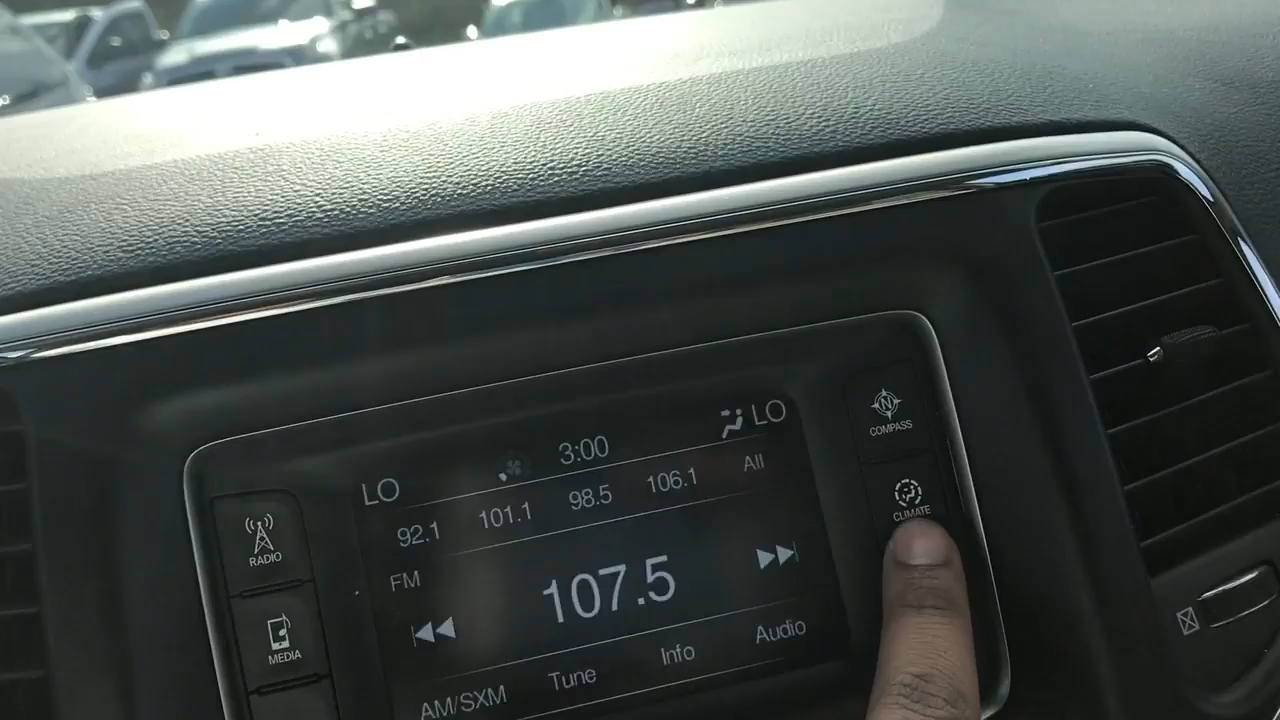 LO 3:00 LO
92.1 101.1 98.5 106.1 All
FM
107.5
AM/SXM Tune Info Audio
RADIO
MEDIA
N
COMPASS
CLIMATE